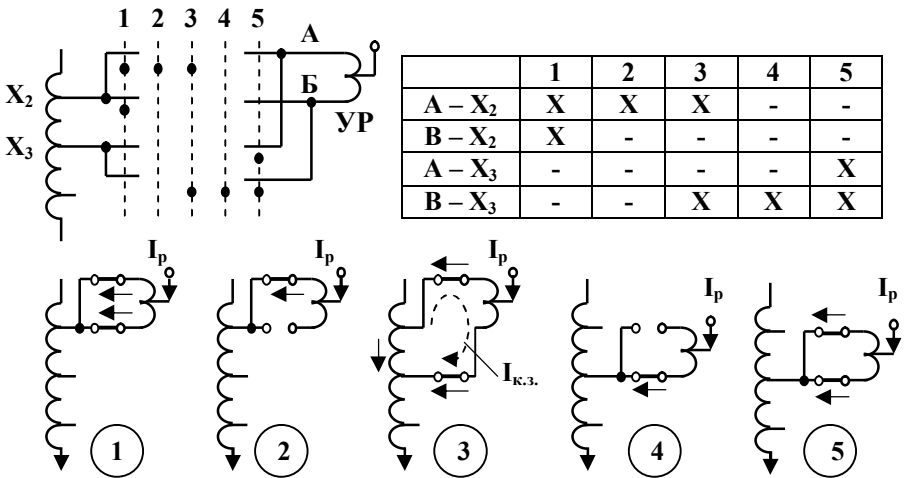 1 2 3 4 5
А
Б
УР
X₂
X₃
1 2 3 4 5
A – X₂ X X X - -
B – X₂ X - - - -
A – X₃ - - - - X
B – X₃ - - X X X
Iр
Iр
Iр
Iр
Iр
Iк.з.
1
2
3
4
5